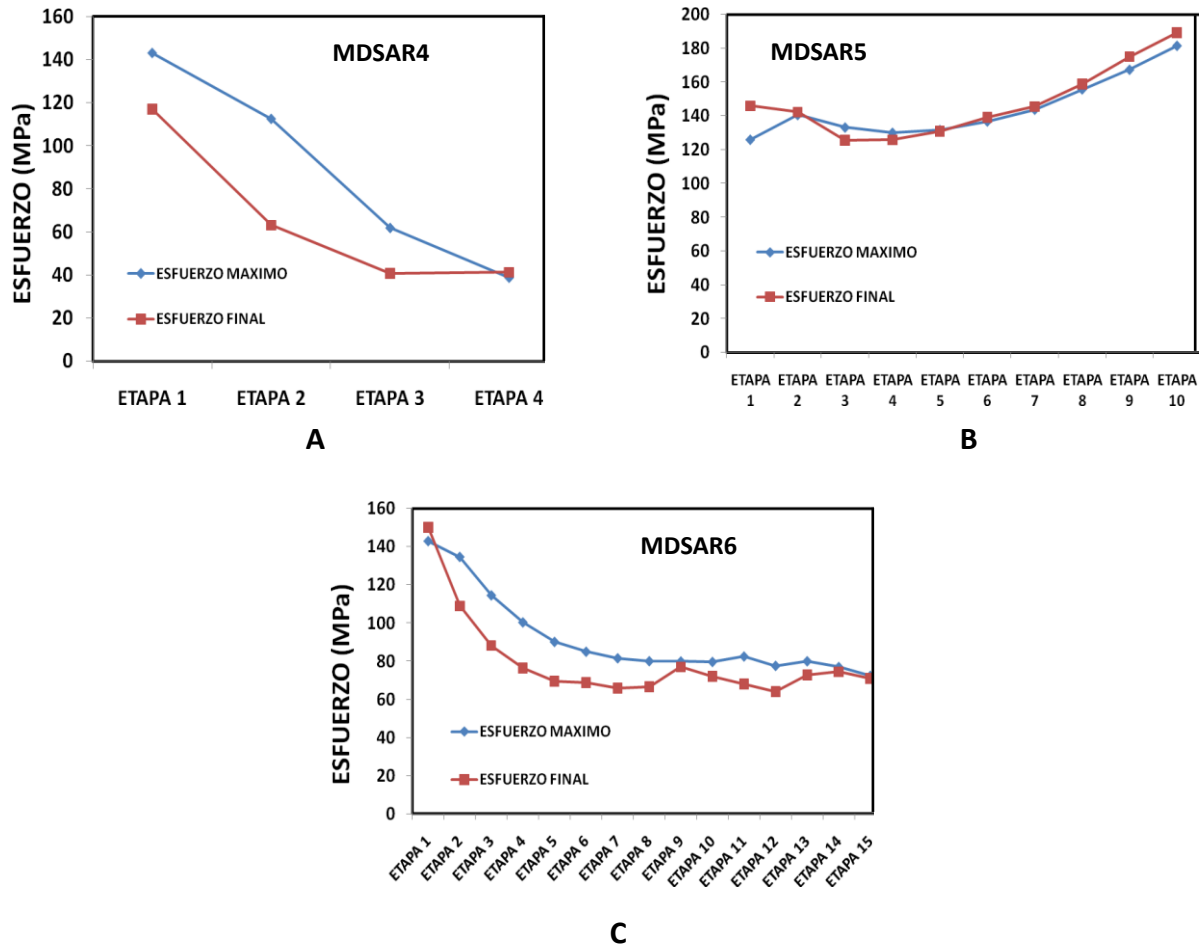 MDSAR4
ESFUERZO (MPa)
160
140
120
100
80
60
40
20
0
ESFUERZO MAXIMO
ESFUERZO FINAL
ETAPA 1 ETAPA 2 ETAPA 3 ETAPA 4
A
MDSAR5
ESFUERZO (MPa)
200
180
160
140
120
100
80
60
40
20
0
ESFUERZO MAXIMO
ESFUERZO FINAL
ETAPA ETAPA ETAPA ETAPA ETAPA ETAPA ETAPA ETAPA ETAPA ETAPA
1 2 3 4 5 6 7 8 9 10
B
MDSAR6
ESFUERZO (MPa)
160
140
120
100
80
60
40
20
0
ESFUERZO MAXIMO
ESFUERZO FINAL
ETAPA 1 ETAPA 2 ETAPA 3 ETAPA 4 ETAPA 5 ETAPA 6 ETAPA 7 ETAPA 8 ETAPA 9 ETAPA 10 ETAPA 11 ETAPA 12 ETAPA 13 ETAPA 14 ETAPA 15
C